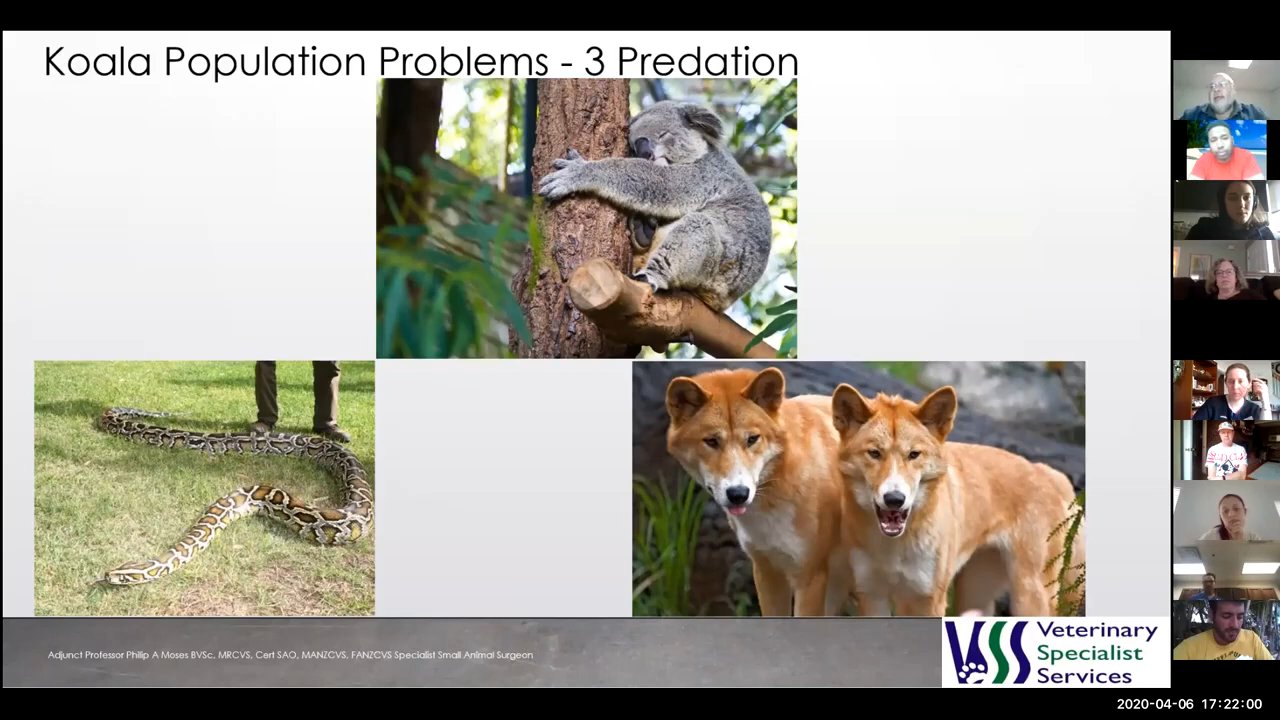 Koala Population Problems - 3 Predation
Adjunct Professor Philip A Moses BVSc, MRCVS, Cert SAO, MANZCVS, FANZCVS Specialist Small Animal Surgeon
VSS
Veterinary
Specialist
Services
2020-04-06 17:22:00